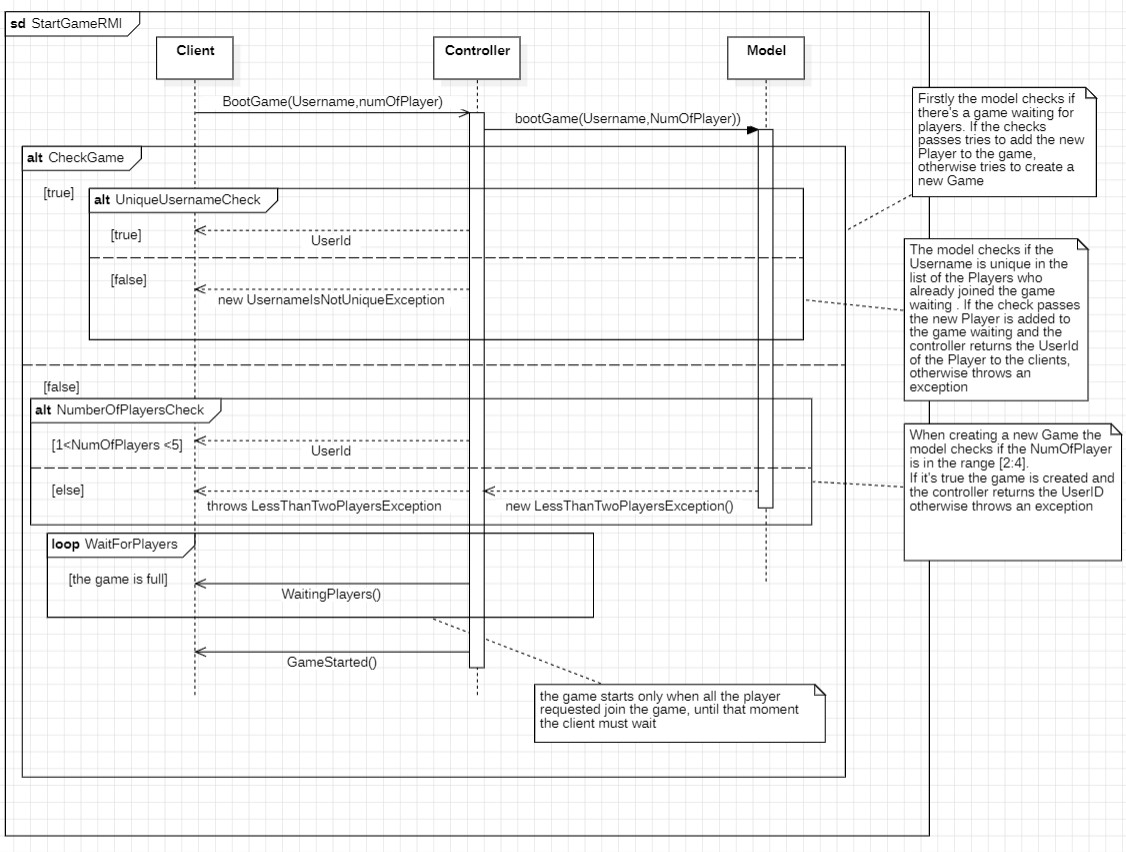 sd StartGameRMI
Client
Controller
Model
BootGame(Username,numOfPlayer)
bootGame(Username,NumOfPlayer))
Firstly the model checks if
there's a game waiting for
players. If the checks
passes tries to add the new
Player to the game,
otherwise tries to create a
new Game
alt CheckGame
[true]
alt UniqueUsernameCheck
[true]
UserId
[false]
new UsernameIsNotUniqueException
The model checks if the
Username is unique in the
list of the Players who
already joined the game
waiting . If the check passes
the new Player is added to
the game waiting and the
controller returns the UserId
of the Player to the clients,
otherwise throws an
exception
[false]
alt NumberOfPlayersCheck
[1<NumOfPlayers <5]
UserId
[else]
throws LessThanTwoPlayersException
new LessThanTwoPlayersException()
When creating a new Game the
model checks if the NumOfPlayer
is in the range [2:4].
If it's true the game is created and
the controller returns the UserID
otherwise throws an exception
loop WaitForPlayers
[the game is full]
WaitingPlayers()
GameStarted()
the game starts only when all the player
requested join the game, until that moment
the client must wait